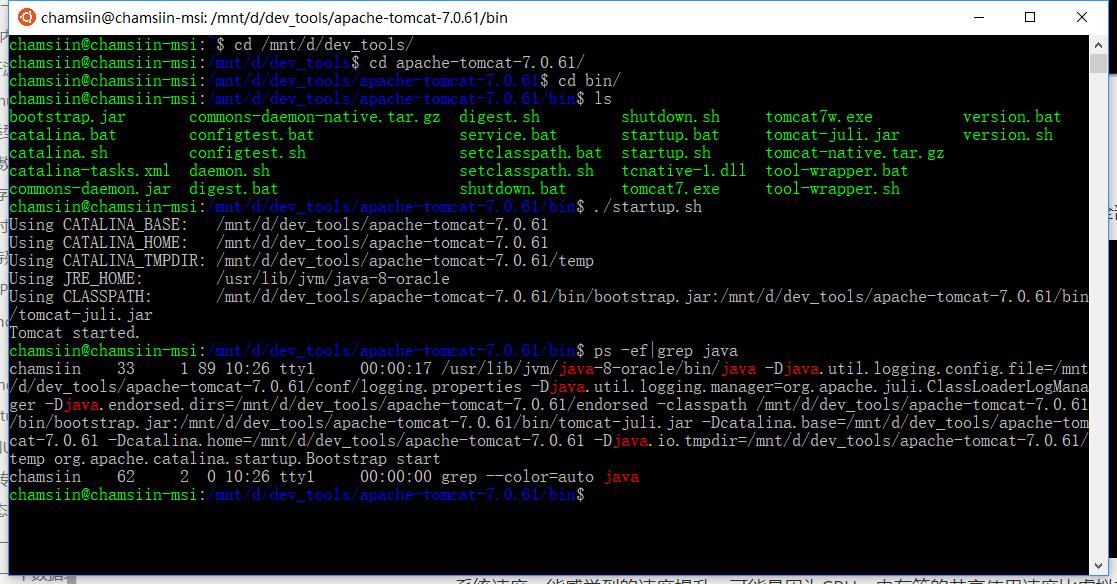 chamsiin@chamsiin-msi: /mnt/d/dev_tools/apache-tomcat-7.0.61/bin
chamsiin@chamsiin-msi: $ cd /mnt/d/dev_tools/
chamsiin@chamsiin-msi:/mnt/d/dev_tools$ cd apache-tomcat-7.0.61/
chamsiin@chamsiin-msi:/mnt/d/dev_tools/apache-tomcat-7.0.61$ cd bin/
chamsiin@chamsiin-msi:/mnt/d/dev_tools/apache-tomcat-7.0.61/bin$ ls
bootstrap.jar commons-daemon-native.tar.gz digest.sh shutdown.sh tomcat7w.exe version.bat
catalina.bat configtest.bat service.bat startup.bat tomcat-juli.jar version.sh
catalina.sh configtest.sh setclasspath.bat startup.sh tomcat-native.tar.gz
catalina-tasks.xml daemon.sh setclasspath.sh tcnative-1.dll tool-wrapper.bat
commons-daemon.jar digest.bat shutdown.bat tomcat7.exe tool-wrapper.sh
chamsiin@chamsiin-msi:/mnt/d/dev_tools/apache-tomcat-7.0.61/bin$ ./startup.sh
Using CATALINA_BASE: /mnt/d/dev_tools/apache-tomcat-7.0.61
Using CATALINA_HOME: /mnt/d/dev_tools/apache-tomcat-7.0.61
Using CATALINA_TMPDIR: /mnt/d/dev_tools/apache-tomcat-7.0.61/temp
Using JRE_HOME: /usr/lib/jvm/java-8-oracle
Using CLASSPATH: /mnt/d/dev_tools/apache-tomcat-7.0.61/bin/bootstrap.jar:/mnt/d/dev_tools/apache-tomcat-7.0.61/bin
/tomcat-juli.jar
Tomcat started.
chamsiin@chamsiin-msi:/mnt/d/dev_tools/apache-tomcat-7.0.61/bin$ ps -ef|grep java
chamsiin 33 1 89 10:26 tty1 00:00:17 /usr/lib/jvm/java-8-oracle/bin/java -Djava.util.logging.config.file=/mnt
/d/dev_tools/apache-tomcat-7.0.61/conf/logging.properties -Djava.util.logging.manager=org.apache.juli.ClassLoaderLogMana
ger -Djava.endorsed.dirs=/mnt/d/dev_tools/apache-tomcat-7.0.61/endorsed -classpath /mnt/d/dev_tools/apache-tomcat-7.0.61
/bin/bootstrap.jar:/mnt/d/dev_tools/apache-tomcat-7.0.61/bin/tomcat-juli.jar -Dcatalina.base=/mnt/d/dev_tools/apache-tom
cat-7.0.61 -Dcatalina.home=/mnt/d/dev_tools/apache-tomcat-7.0.61 -Djava.io.tmpdir=/mnt/d/dev_tools/apache-tomcat-7.0.61/
temp org.apache.catalina.startup.Bootstrap start
chamsiin 62 2 0 10:26 tty1 00:00:00 grep --color=auto java
chamsiin@chamsiin-msi:/mnt/d/dev_tools/apache-tomcat-7.0.61/bin$